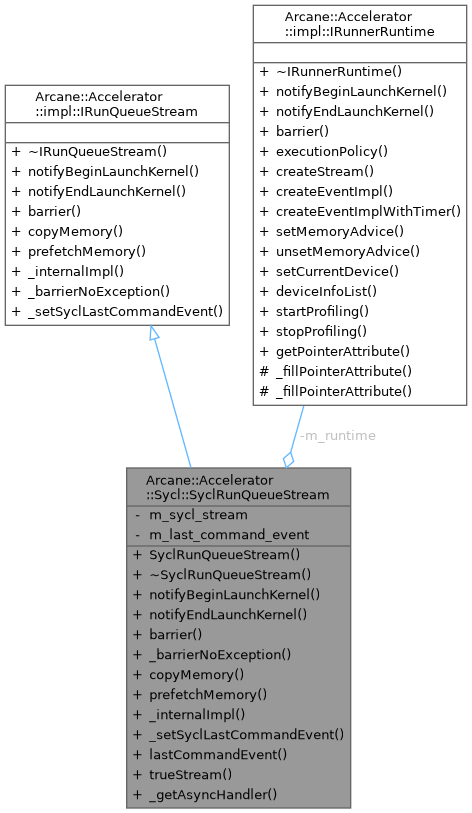 Arcane::Accelerator
::impl::IRunnerRuntime
+ ~IRunnerRuntime()
+ notifyBeginLaunchKernel()
+ notifyEndLaunchKernel()
+ barrier()
+ executionPolicy()
+ createStream()
+ createEventImpl()
+ createEventImplWithTimer()
+ setMemoryAdvice()
+ unsetMemoryAdvice()
+ setCurrentDevice()
+ deviceInfoList()
+ startProfiling()
+ stopProfiling()
+ getPointerAttribute()
# _fillPointerAttribute()
# _fillPointerAttribute()
Arcane::Accelerator
::impl::IRunQueueStream
+ ~IRunQueueStream()
+ notifyBeginLaunchKernel()
+ notifyEndLaunchKernel()
+ barrier()
+ copyMemory()
+ prefetchMemory()
+ _internalImpl()
+ _barrierNoException()
+ _setSyclLastCommandEvent()
-m_runtime
Arcane::Accelerator
::Sycl::SyclRunQueueStream
- m_sycl_stream
- m_last_command_event
+ SyclRunQueueStream()
+ ~SyclRunQueueStream()
+ notifyBeginLaunchKernel()
+ notifyEndLaunchKernel()
+ barrier()
+ _barrierNoException()
+ copyMemory()
+ prefetchMemory()
+ _internalImpl()
+ _setSyclLastCommandEvent()
+ lastCommandEvent()
+ trueStream()
+ _getAsyncHandler()